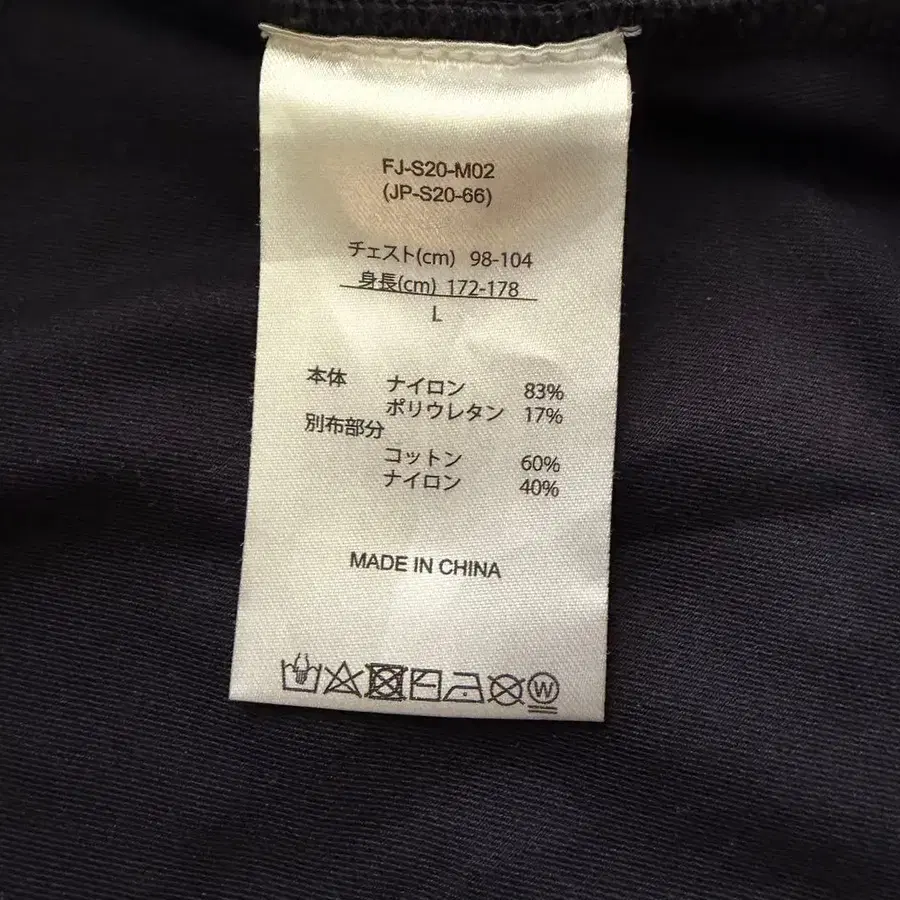 FJ-S20-M02
(JP-S20-66)
チェスト(cm) 98-104
身長(cm) 172-178
L
本体 ナイロン 83%
ポリウレタン 17%
別布部分
コットン 60%
ナイロン 40%
MADE IN CHINA
W